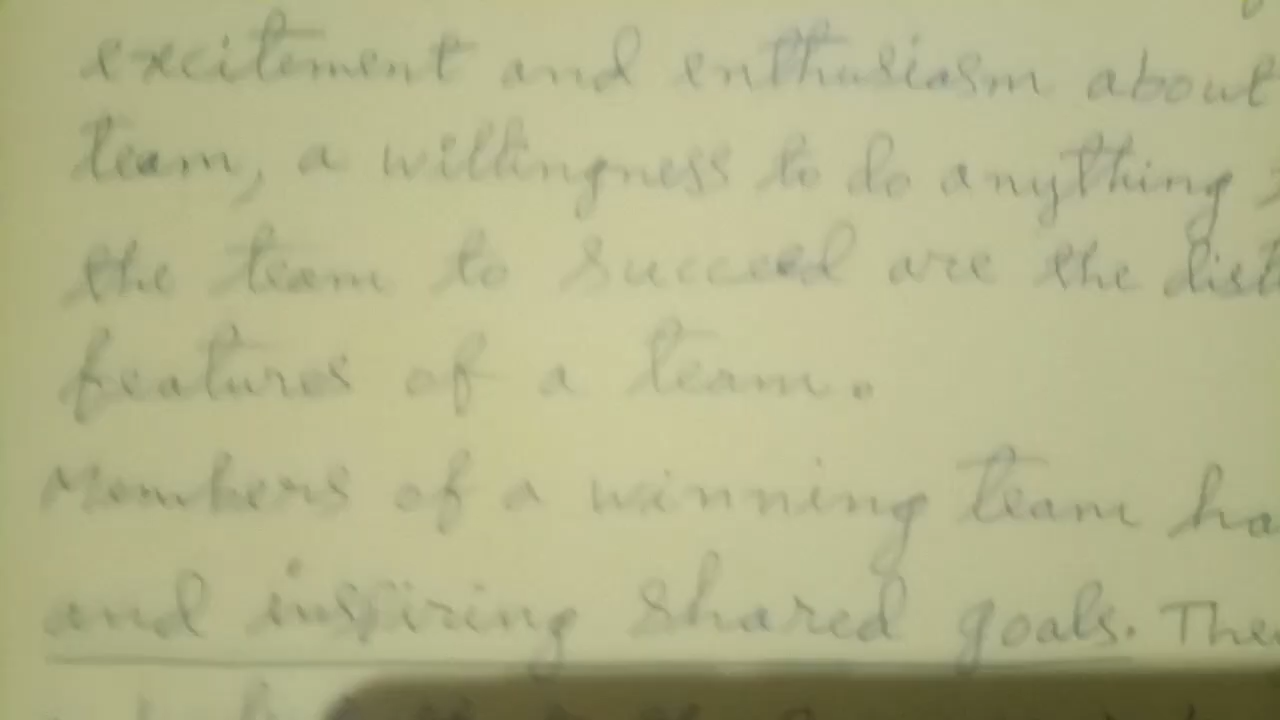 excitement and enthusiasm about
team, a willingness to do anything
the team to succeed are the
features of a team.
Members of a winning team
and inspiring shared goals.